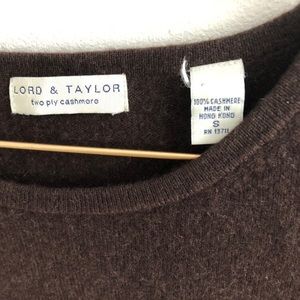 LORD & TAYLOR
two ply cashmere
100% CASHMERE
MADE IN
HONG KONG
S
RN 13711